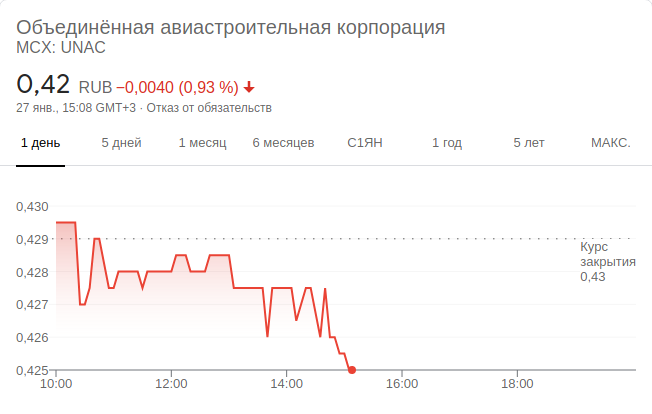 Объединённая авиастроительная корпорация
MCX: UNAC
0,42 RUB −0,0040 (0,93 %)
27 янв., 15:08 GMT+3 · Отказ от обязательств
1 день 5 дней 1 месяц 6 месяцев С1ЯН 1 год 5 лет МАКС.
0,430
0,429
Курс
закрытия
0,43
0,428
0,427
0,426
0,425
10:00 12:00 14:00 16:00 18:00